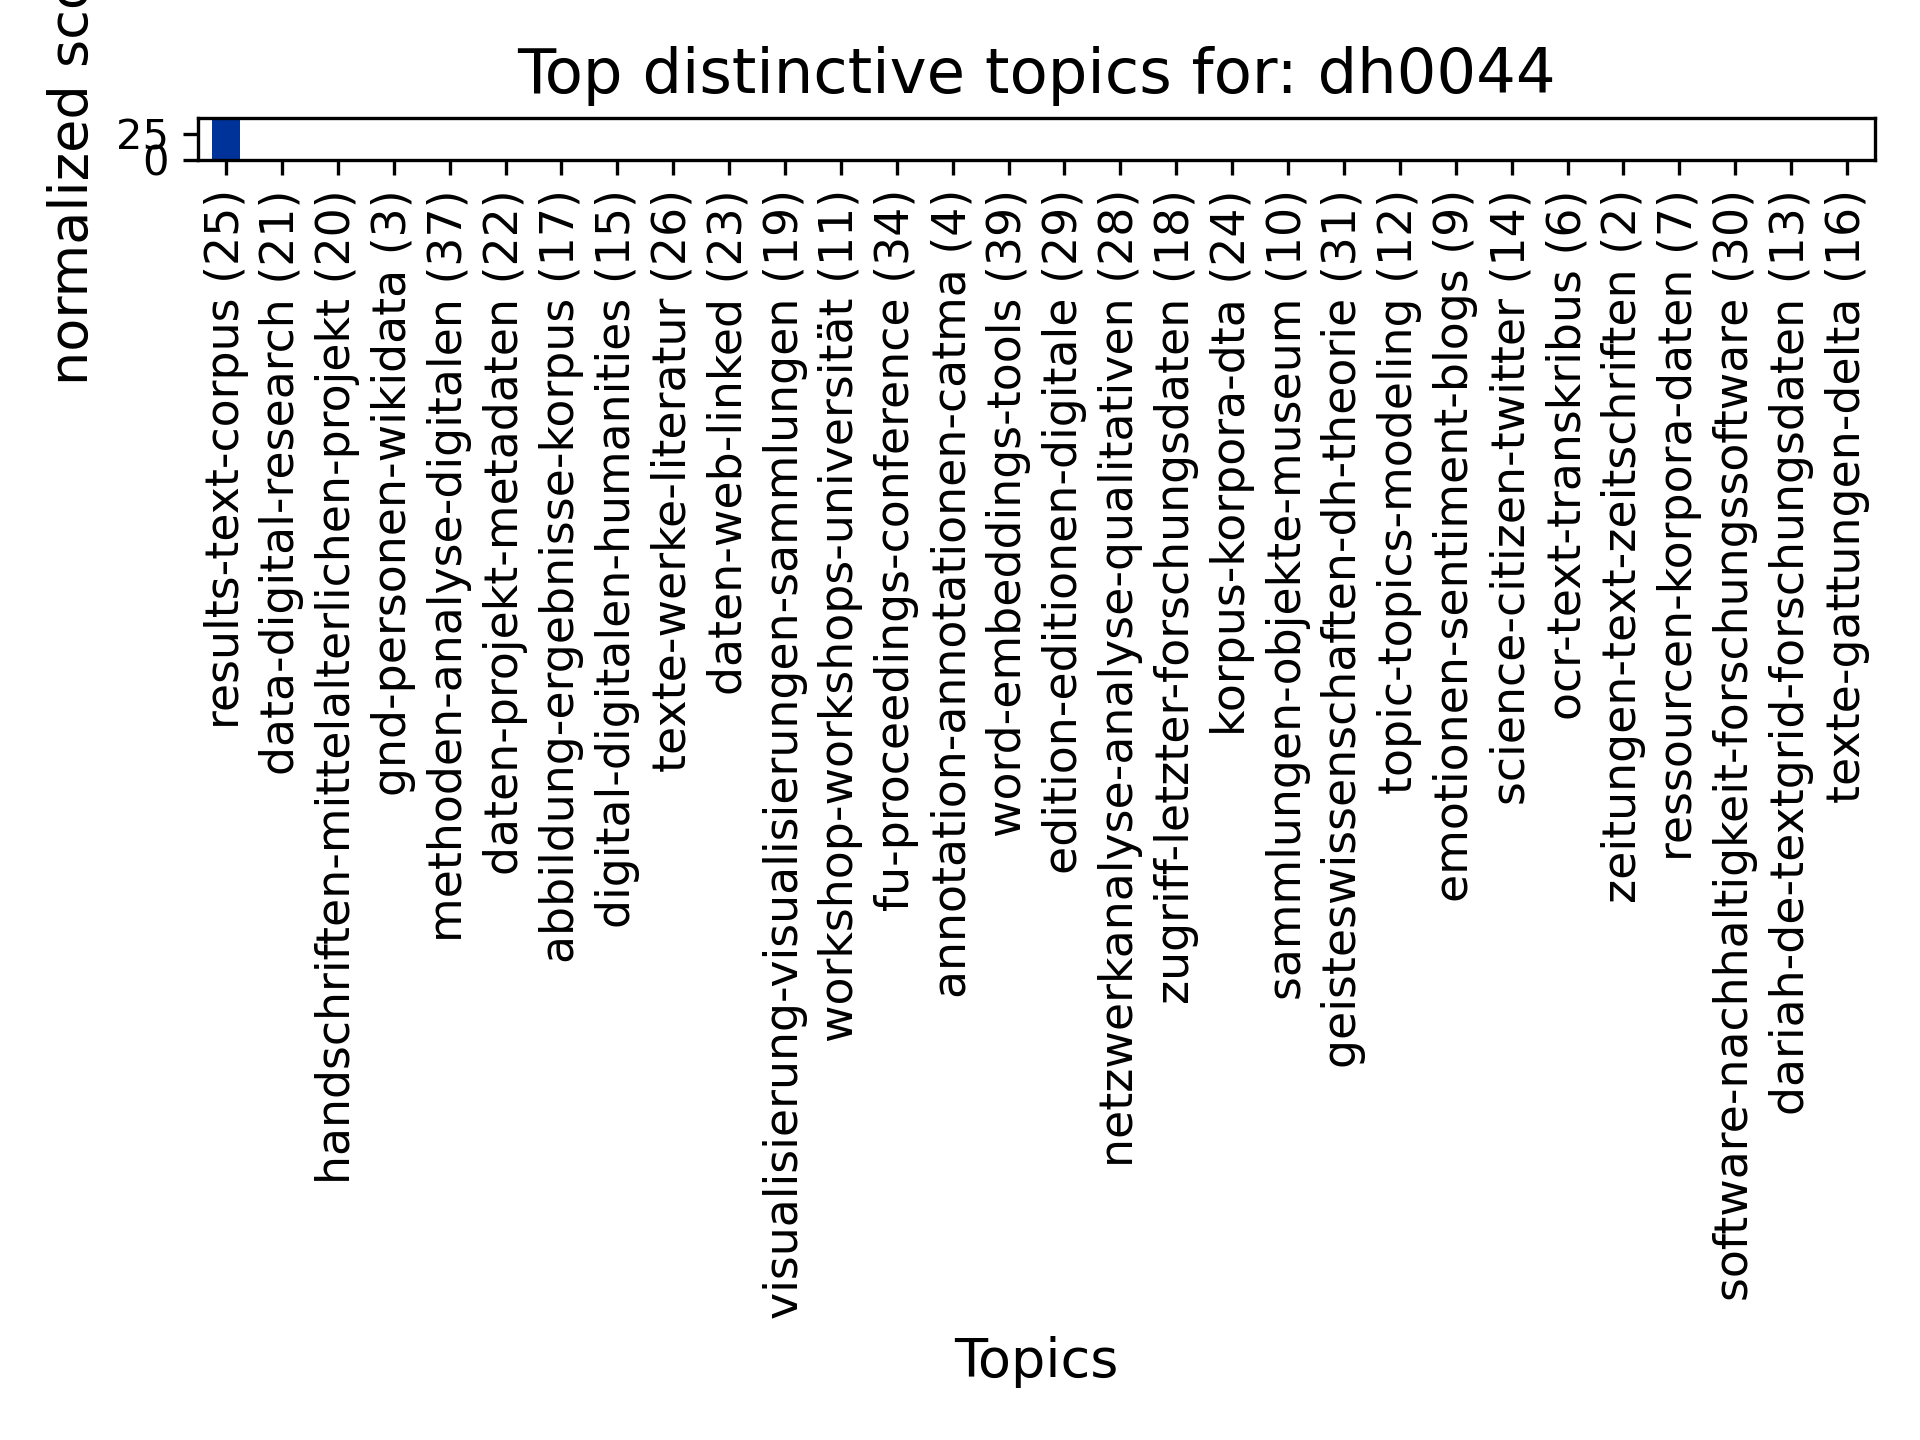 Top distinctive topics for: dh0044
normalized
25
0
results-text-corpus (25)
data-digital-research (21)
handschriften-mittelalterlichen-projekt (20)
gnd-personen-wikidata (3)
methoden-analyse-digitalen (37)
daten-projekt-metadaten (22)
abbildung-ergebnisse-korpus (17)
digital-digitalen-humanities (15)
texte-werke-literatur (26)
daten-web-linked (23)
visualisierung-visualisierungen-sammlungen (19)
workshop-workshops-universität (11)
fu-proceedings-conference (34)
annotation-annotationen-catma (4)
word-embeddings-tools (39)
edition-editionen-digitale (29)
netzwerkanalyse-analyse-qualitativen (28)
zugriff-letzter-forschungsdaten (18)
korpus-korpora-dta (24)
sammlungen-objekte-museum (10)
geisteswissenschaften-dh-theorie (31)
topic-topics-modeling (12)
emotionen-sentiment-blogs (9)
science-citizen-twitter (14)
ocr-text-transkribus (6)
zeitungen-text-zeitschriften (2)
ressourcen-korpora-daten (7)
software-nachhaltigkeit-forschungssoftware (30)
dariah-de-textgrid-forschungsdaten (13)
texte-gattungen-delta (16)
Topics